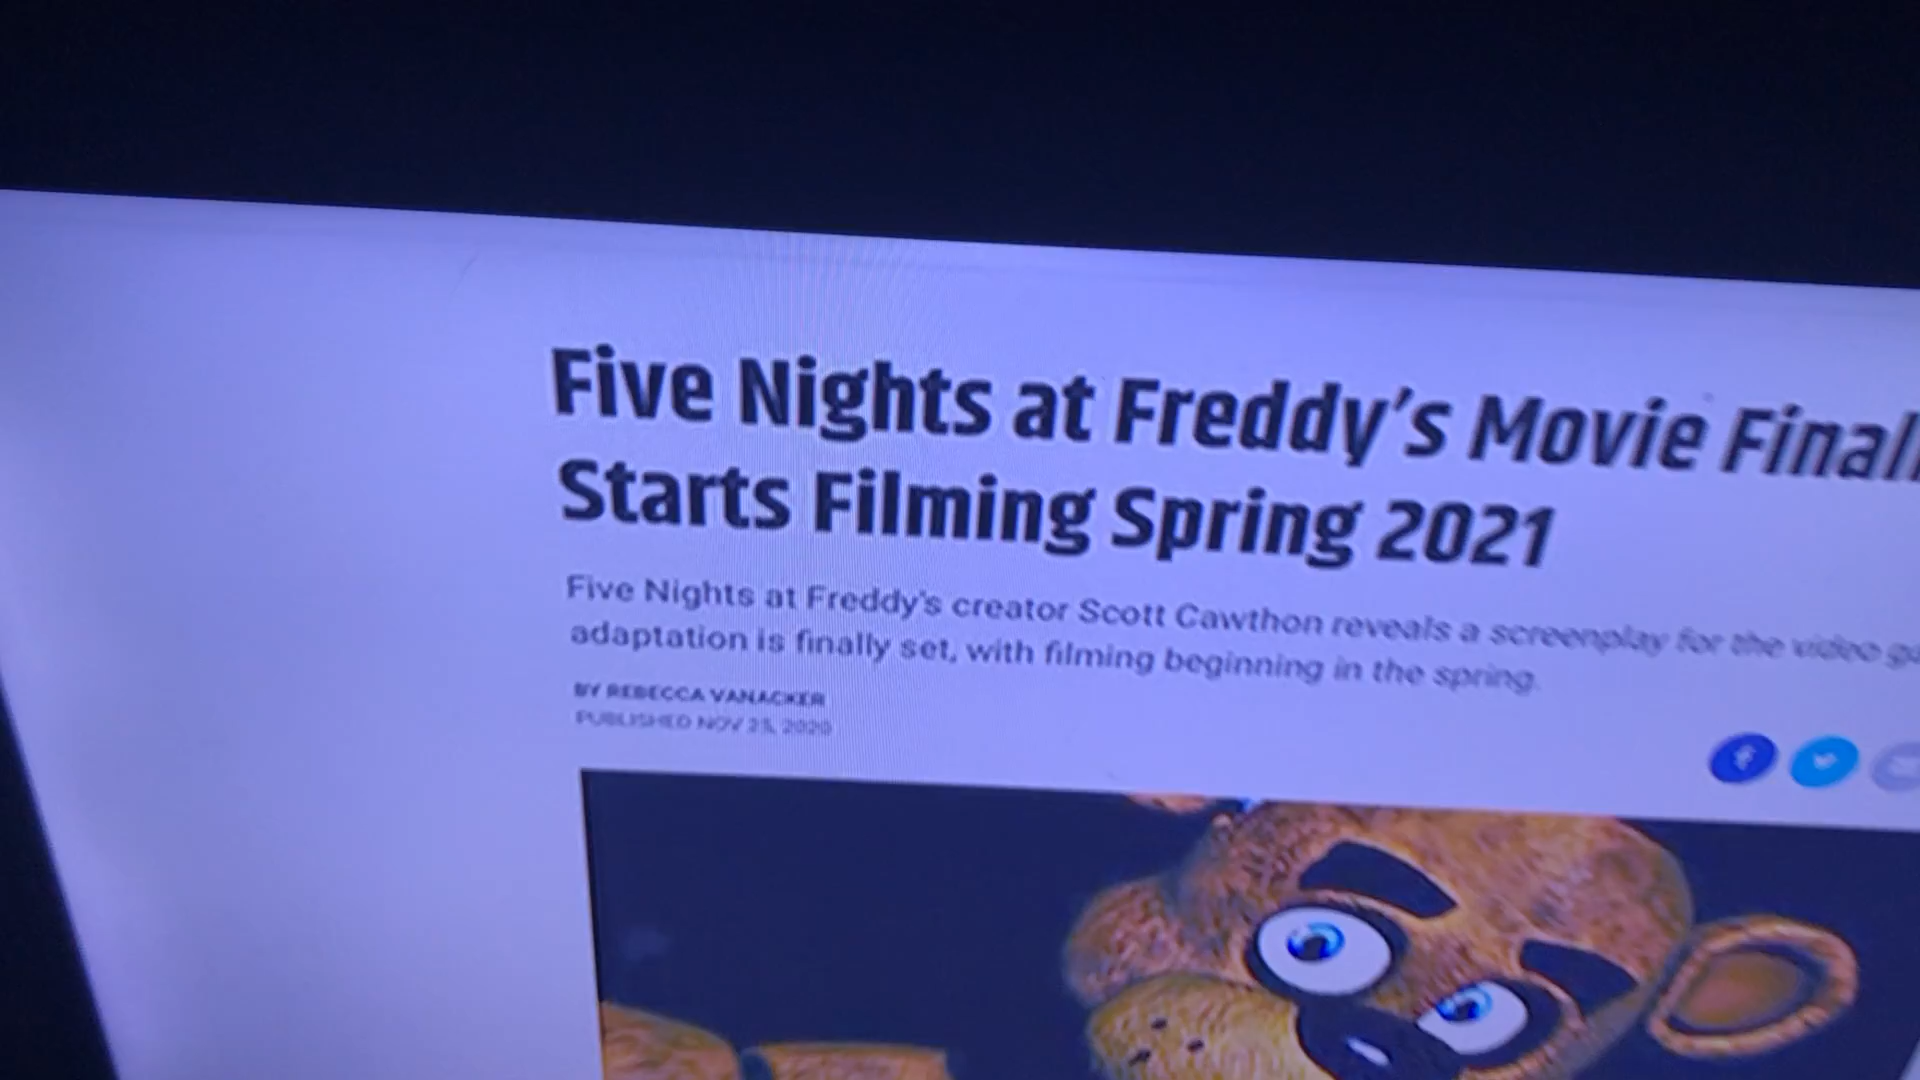 Five Nights at Freddy's Movie Finall
Starts Filming Spring 2021
Five Nights at Freddy's creator Scott Cawthon reveals a screenplay for the video ga
adaptation is finally set, with filming beginning in the spring.
BY REBECCA VANACKER
PUBLISHED NOV 25, 2020